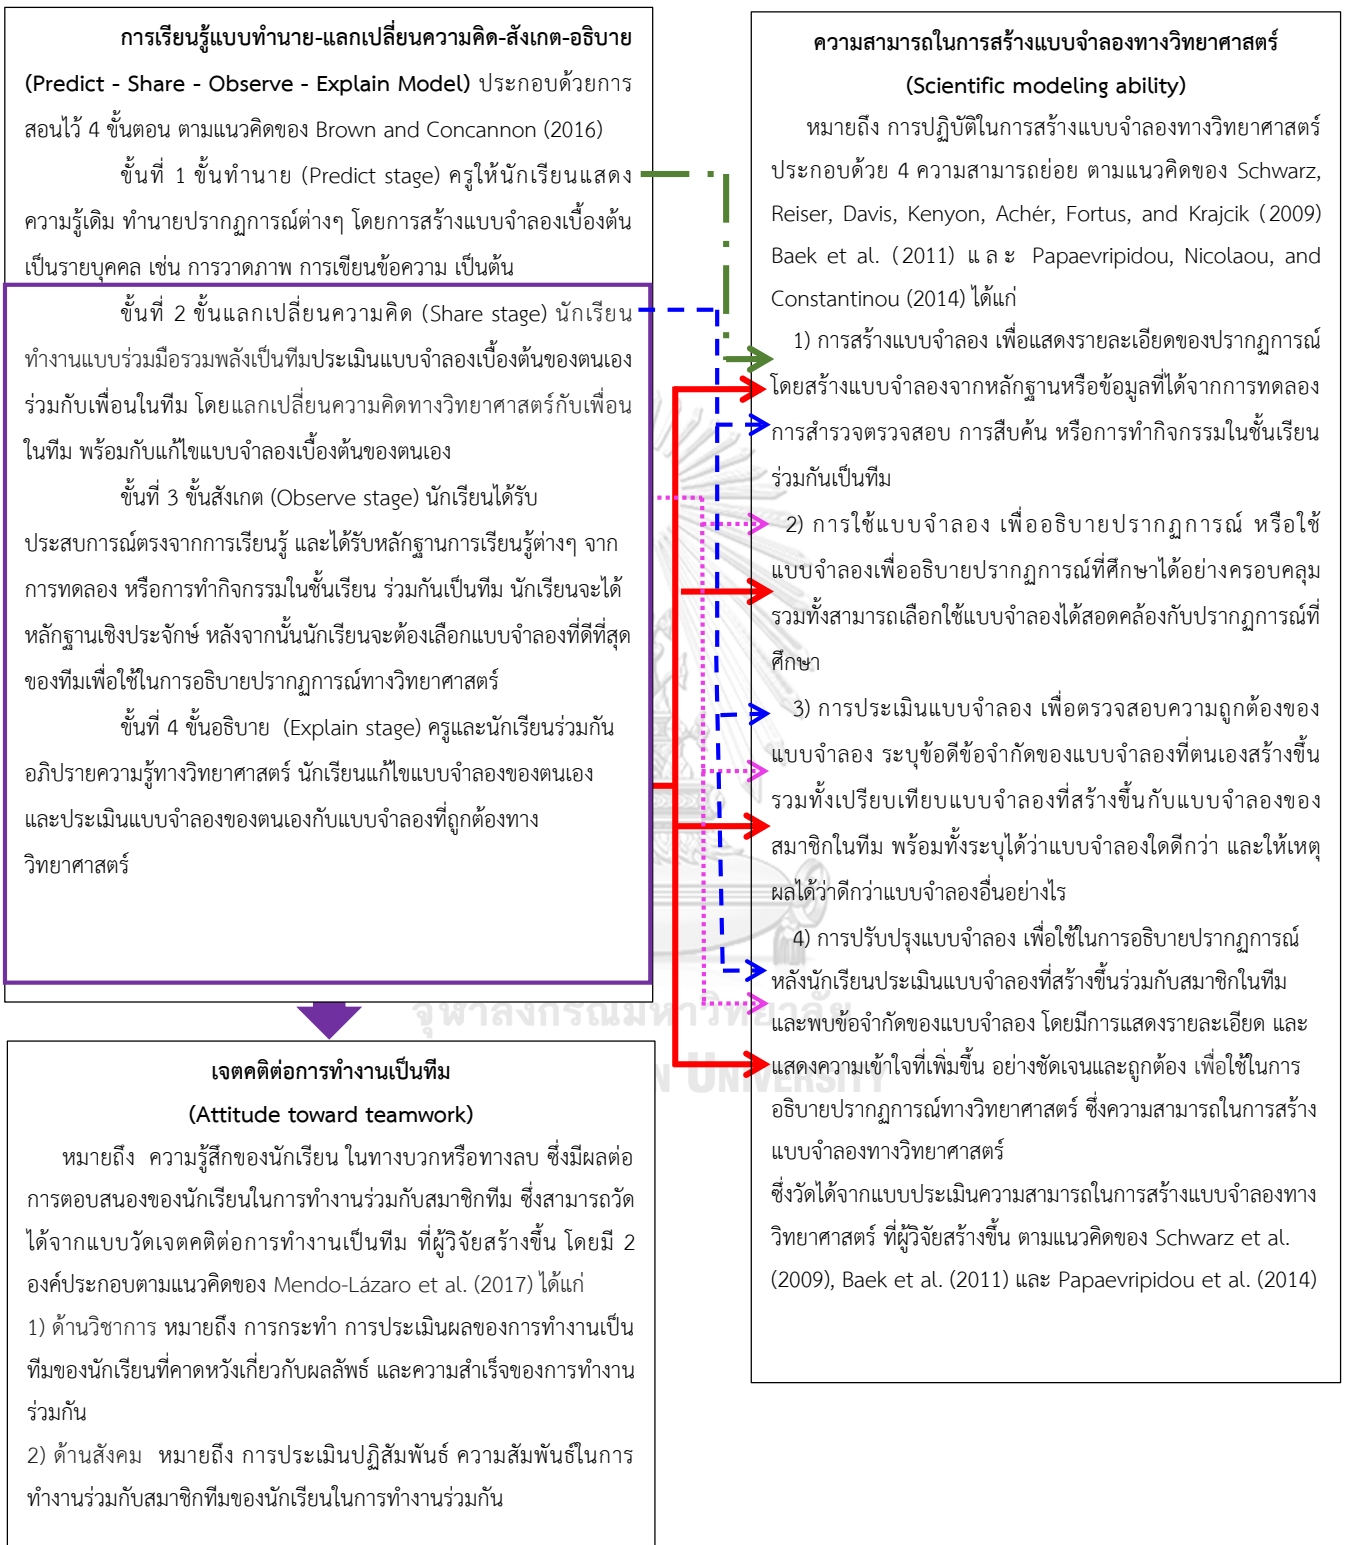 การเรียนรู้แบบทำนาย-แลกเปลี่ยนความคิด-สังเกต-อธิบาย
(Predict - Share - Observe - Explain Model) ประกอบด้วยการ
สอนไว้ 4 ขั้นตอน ตามแนวคิดของ Brown and Concannon (2016)
ขั้นที่ 1 ขั้นทำนาย (Predict stage) ครูให้นักเรียนแสดง
ความรู้เดิม ทำนายปรากฏการณ์ต่างๆ โดยการสร้างแบบจำลองเบื้องต้น
เป็นรายบุคคล เช่น การวาดภาพ การเขียนข้อความ เป็นต้น
ขั้นที่ 2 ขั้นแลกเปลี่ยนความคิด (Share stage) นักเรียน
ทำงานแบบร่วมมือรวมพลังเป็นทีมประเมินแบบจำลองเบื้องต้นของตนเอง
ร่วมกับเพื่อนในทีม โดยแลกเปลี่ยนความคิดทางวิทยาศาสตร์กับเพื่อน
ในทีม พร้อมกับแก้ไขแบบจำลองเบื้องต้นของตนเอง
ขั้นที่ 3 ขั้นสังเกต (Observe stage) นักเรียนได้รับ
ประสบการณ์ตรงจากการเรียนรู้ และได้รับหลักฐานการเรียนรู้ต่างๆ จาก
การทดลอง หรือการทำกิจกรรมในชั้นเรียน ร่วมกันเป็นทีม นักเรียนจะได้
หลักฐานเชิงประจักษ์ หลังจากนั้นนักเรียนจะต้องเลือกแบบจำลองที่ดีที่สุด
ของทีมเพื่อใช้ในการอธิบายปรากฏการณ์ทางวิทยาศาสตร์
ขั้นที่ 4 ขั้นอธิบาย (Explain stage) ครูและนักเรียนร่วมกัน
อภิปรายความรู้ทางวิทยาศาสตร์ นักเรียนแก้ไขแบบจำลองของตนเอง
และประเมินแบบจำลองของตนเองกับแบบจำลองที่ถูกต้องทาง
วิทยาศาสตร์
เจตคติต่อการทำงานเป็นทีม
(Attitude toward teamwork)
หมายถึง ความรู้สึกของนักเรียน ในทางบวกหรือทางลบ ซึ่งมีผลต่อ
การตอบสนองของนักเรียนในการทำงานร่วมกับสมาชิกทีม ซึ่งสามารถวัด
ได้จากแบบวัดเจตคติต่อการทำงานเป็นทีม ที่ผู้วิจัยสร้างขึ้น โดยมี 2
องค์ประกอบตามแนวคิดของ Mendo-Lázaro et al. (2017) ได้แก่
1) ด้านวิชาการ หมายถึง การกระทำ การประเมินผลของการทำงานเป็น
ทีมของนักเรียนที่คาดหวังเกี่ยวกับผลลัพธ์ และความสำเร็จของการทำงาน
ร่วมกัน
2) ด้านสังคม หมายถึง การประเมินปฏิสัมพันธ์ ความสัมพันธ์ในการ
ทำงานร่วมกับสมาชิกทีมของนักเรียนในการทำงานร่วมกัน
ความสามารถในการสร้างแบบจำลองทางวิทยาศาสตร์
(Scientific modeling ability)
หมายถึง การปฏิบัติในการสร้างแบบจำลองทางวิทยาศาสตร์
ประกอบด้วย 4 ความสามารถย่อย ตามแนวคิดของ Schwarz,
Reiser, Davis, Kenyon, Achér, Fortus, and Krajcik (2009)
Baek et al. (2011) และ Papaevripidou, Nicolaou, and
Constantinou (2014) ได้แก่
1) การสร้างแบบจำลอง เพื่อแสดงรายละเอียดของปรากฏการณ์
โดยสร้างแบบจำลองจากหลักฐานหรือข้อมูลที่ได้จากการทดลอง
การสำรวจตรวจสอบ การสืบค้น หรือการทำกิจกรรมในชั้นเรียน
ร่วมกันเป็นทีม
2) การใช้แบบจำลอง เพื่ออธิบายปรากฏการณ์ หรือใช้
แบบจำลองเพื่ออธิบายปรากฏการณ์ที่ศึกษาได้อย่างครอบคลุม
รวมทั้งสามารถเลือกใช้แบบจำลองได้สอดคล้องกับปรากฏการณ์ที่
ศึกษา
3) การประเมินแบบจำลอง เพื่อตรวจสอบความถูกต้องของ
แบบจำลอง ระบุข้อดีข้อจำกัดของแบบจำลองที่ตนเองสร้างขึ้น
รวมทั้งเปรียบเทียบแบบจำลองที่สร้างขึ้นกับแบบจำลองของ
สมาชิกในทีม พร้อมทั้งระบุได้ว่าแบบจำลองใดดีกว่า และให้เหตุ
ผลได้ว่าดีกว่าแบบจำลองอื่นอย่างไร
4) การปรับปรุงแบบจำลอง เพื่อใช้ในการอธิบายปรากฏการณ์
หลังนักเรียนประเมินแบบจำลองที่สร้างขึ้นร่วมกับสมาชิกในทีม
และพบข้อจำกัดของแบบจำลอง โดยมีการแสดงรายละเอียด และ
แสดงความเข้าใจที่เพิ่มขึ้น อย่างชัดเจนและถูกต้อง เพื่อใช้ในการ
อธิบายปรากฏการณ์ทางวิทยาศาสตร์ ซึ่งความสามารถในการสร้าง
แบบจำลองทางวิทยาศาสตร์
ซึ่งวัดได้จากแบบประเมินความสามารถในการสร้างแบบจำลองทาง
วิทยาศาสตร์ ที่ผู้วิจัยสร้างขึ้น ตามแนวคิดของ Schwarz et al.
(2009), Baek et al. (2011) และ Papaevripidou et al. (2014)
จุฬาลงกรณ์มหาวิทยาลัย
UNIVERSITY